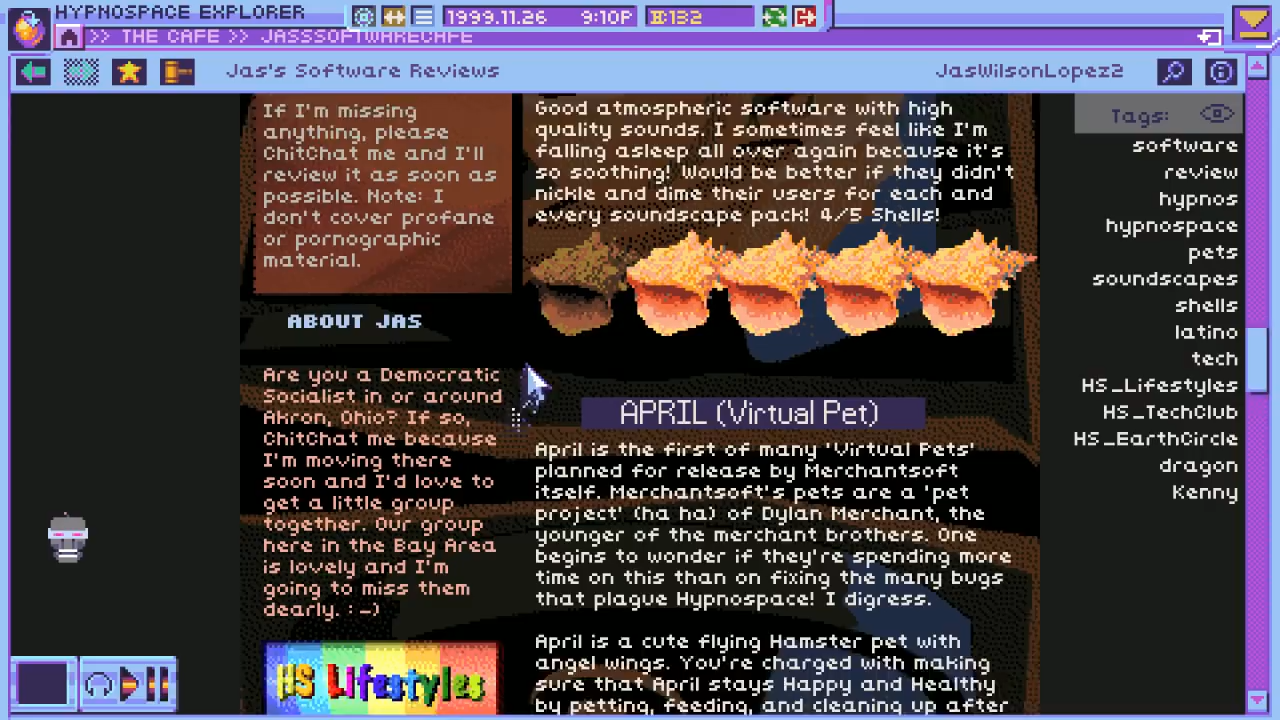 HYPNOSPACE EXPLORER
1999.11.26 9:10P
132
>> THE CAFE >> JASSSOFTWARECAFE
Jas's Software Reviews
JasWilsonLopez2
If I'm missing
anything, please
ChitChat me and I'll
review it as soon as
possible. Note: I
don't cover profane
or pornographic
material.
ABOUT JAS
Are you a Democratic
Socialist in or around
Akron, Ohio? If so,
ChitChat me because
I'm moving there
soon and I'd love to
get a little group
together. Our group
here in the Bay Area
is lovely and I'm
going to miss them
dearly. :-)
HS Lifestyles
Good atmospheric software with high
quality sounds. I sometimes feel like I'm
falling asleep all over again because it's
so soothing! Would be better if they didn't
nickle and dime their users for each and
every soundscape pack! 4/5 Shells!
APRIL (Virtual Pet)
April is the first of many 'Virtual Pets'
planned for release by Merchantsoft
itself. Merchantsoft's pets are a 'pet
project' (ha ha) of Dylan Merchant, the
younger of the merchant brothers. One
begins to wonder if they're spending more
time on this than on fixing the many bugs
that plague Hypnospace! I digress.
April is a cute flying Hamster pet with
angel wings. You're charged with making
sure that April stays Happy and Healthy
by petting, feeding, and cleaning up after
Tags:
software
review
hypnos
hypnospace
pets
soundscapes
shells
latino
tech
HS_Lifestyles
HS_TechClub
HS_EarthCircle
dragon
Kenny